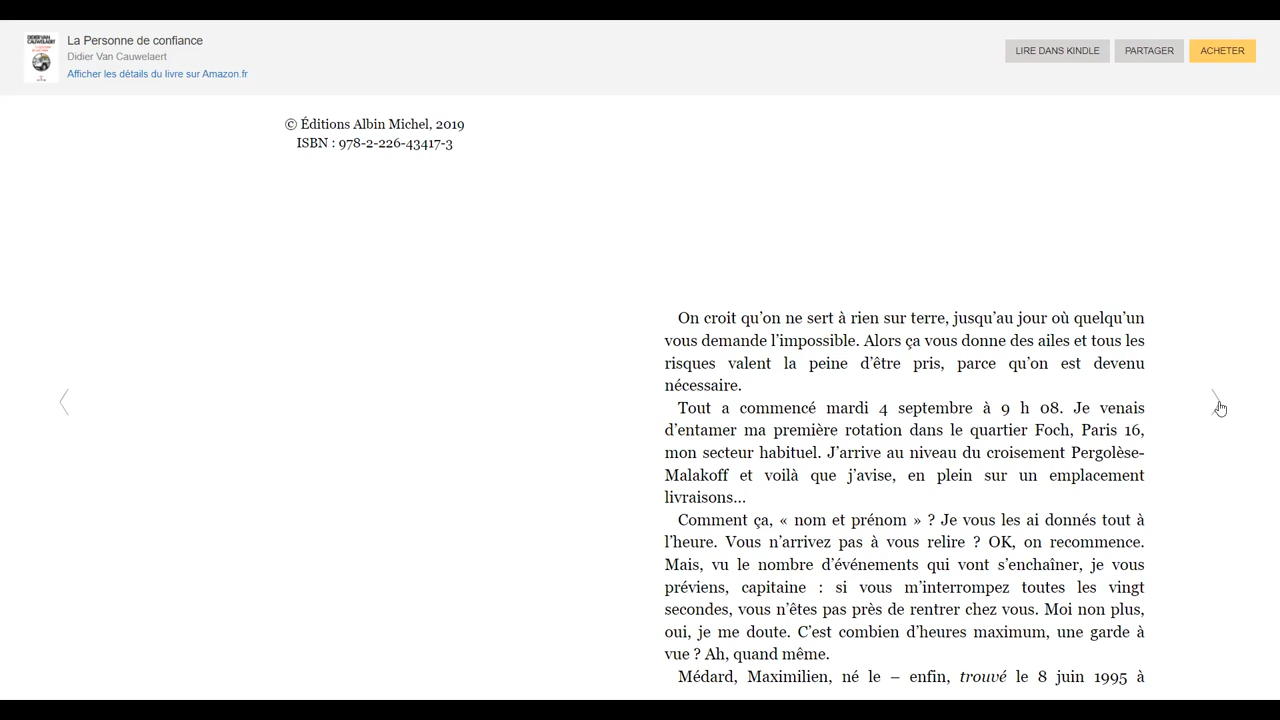 La Personne de confiance
Didier Van Cauwelaert
Afficher les détails du livre sur Amazon.fr
LIRE DANS KINDLE
PARTAGER
ACHETER
DIDIER VAN
CAUWELAERT
© Éditions Albin Michel, 2019
ISBN : 978-2-226-43417-3
On croit qu’on ne sert à rien sur terre, jusqu’au jour où quelqu’un
vous demande l’impossible. Alors ça vous donne des ailes et tous les
risques valent la peine d’être pris, parce qu’on est devenu
nécessaire.
Tout a commencé mardi 4 septembre à 9 h 08. Je venais
d’entamer ma première rotation dans le quartier Foch, Paris 16,
mon secteur habituel. J’arrive au niveau du croisement Pergolèse-
Malakoff et voilà que j’avise, en plein sur un emplacement
livraisons…
Comment ça, « nom et prénom » ? Je vous les ai donnés tout à
l’heure. Vous n’arrivez pas à vous relire ? OK, on recommence.
Mais, vu le nombre d’événements qui vont s’enchaîner, je vous
préviens, capitaine : si vous m’interrompez toutes les vingt
secondes, vous n’êtes pas près de rentrer chez vous. Moi non plus,
oui, je me doute. C’est combien d’heures maximum, une garde à
vue ? Ah, quand même.
Médard, Maximilien, né le – enfin, trouvé le 8 juin 1995 à